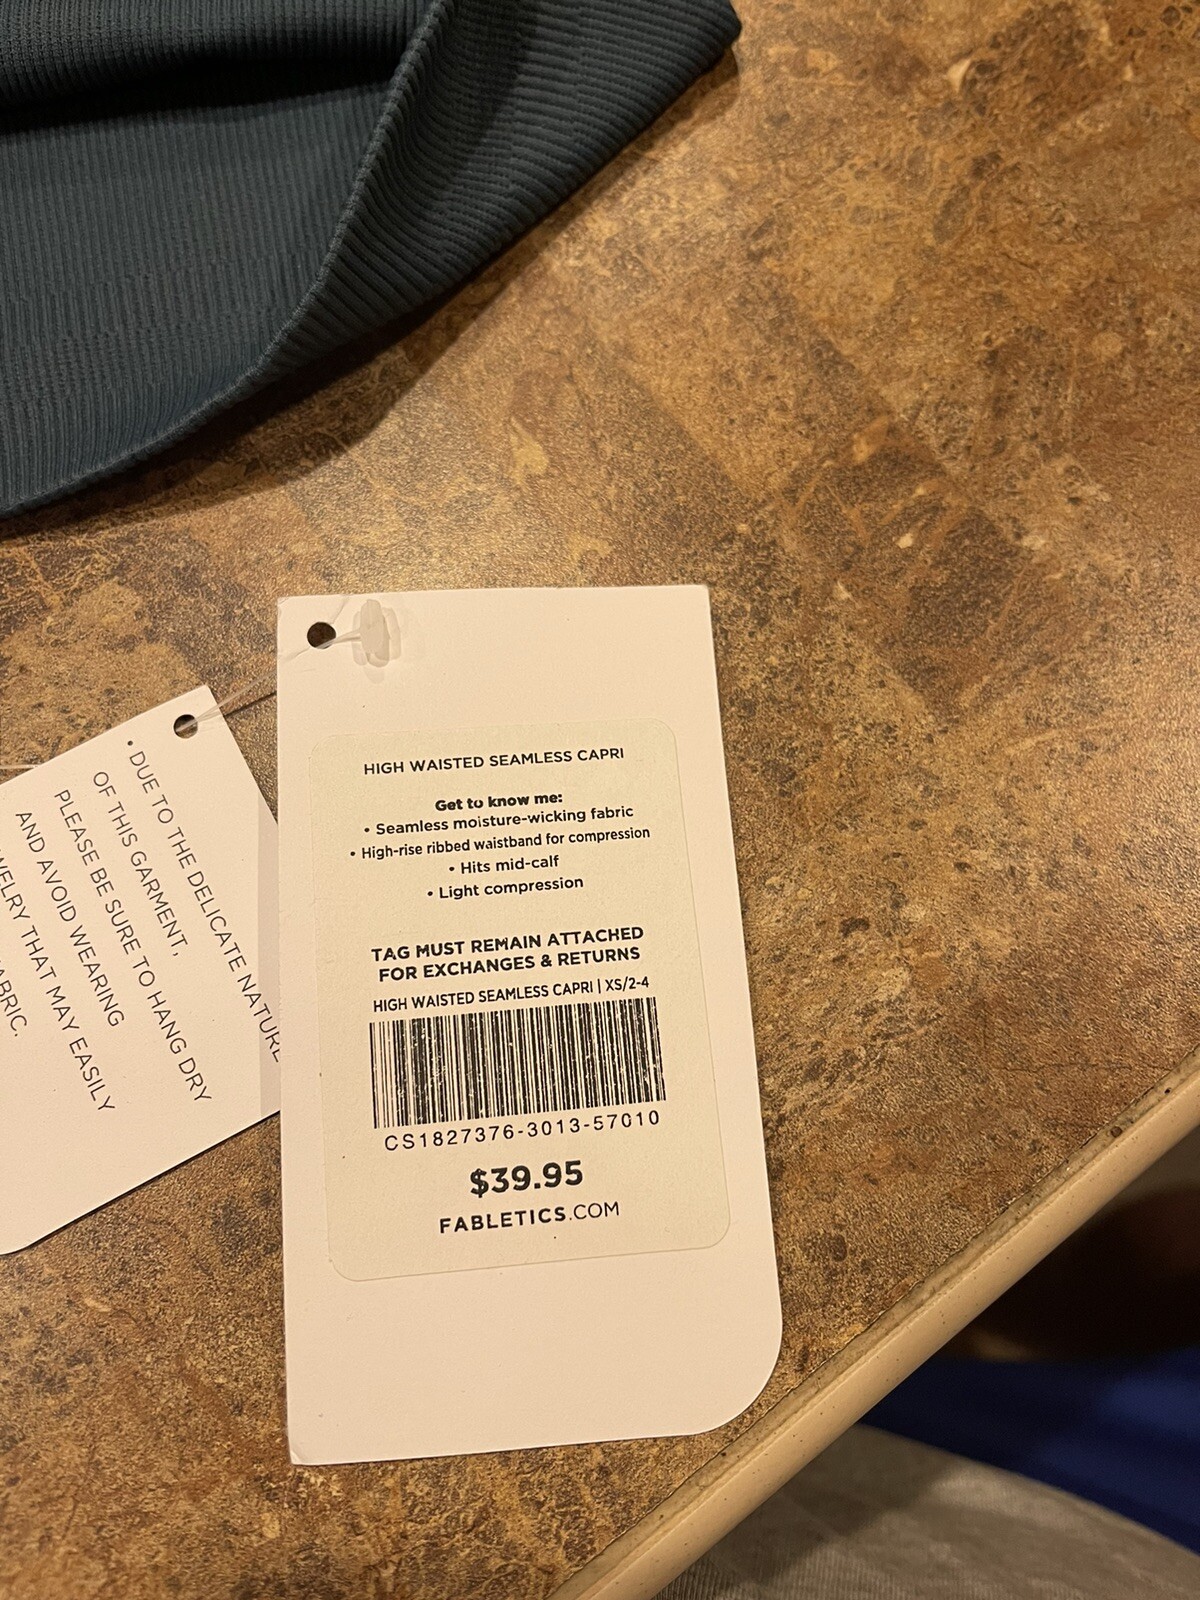 HIGH WAISTED SEAMLESS CAPRI
Get to know me:
• Seamless moisture-wicking fabric
• High-rise ribbed waistband for compression
• Hits mid-calf
• Light compression
TAG MUST REMAIN ATTACHED
FOR EXCHANGES & RETURNS
HIGH WAISTED SEAMLESS CAPRI | XS/2-4
CS1827376-3013-57010
$39.95
FABLETICS.COM
• DUE TO THE DELICATE NATURE
OF THIS GARMENT,
PLEASE BE SURE TO HANG DRY
AND AVOID WEARING
THAT MAY EASILY